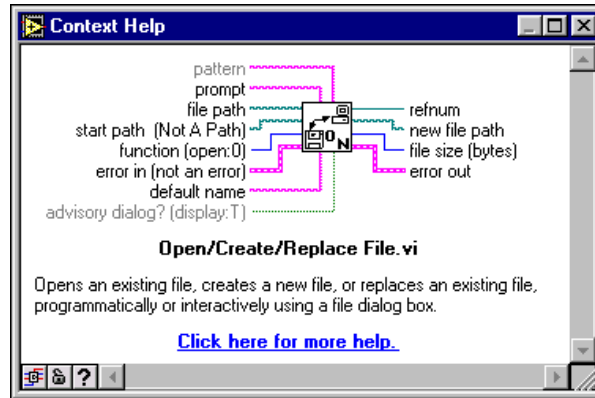 Context Help
pattern
prompt
file path
start path (Not A Path)
function (open:0)
error in (not an error)
default name
advisory dialog? (display:T)
refnum
new file path
file size (bytes)
error out
O N
Open/Create/Replace File.vi
Opens an existing file, creates a new file, or replaces an existing file,
programmatically or interactively using a file dialog box.
Click here for more help.
?